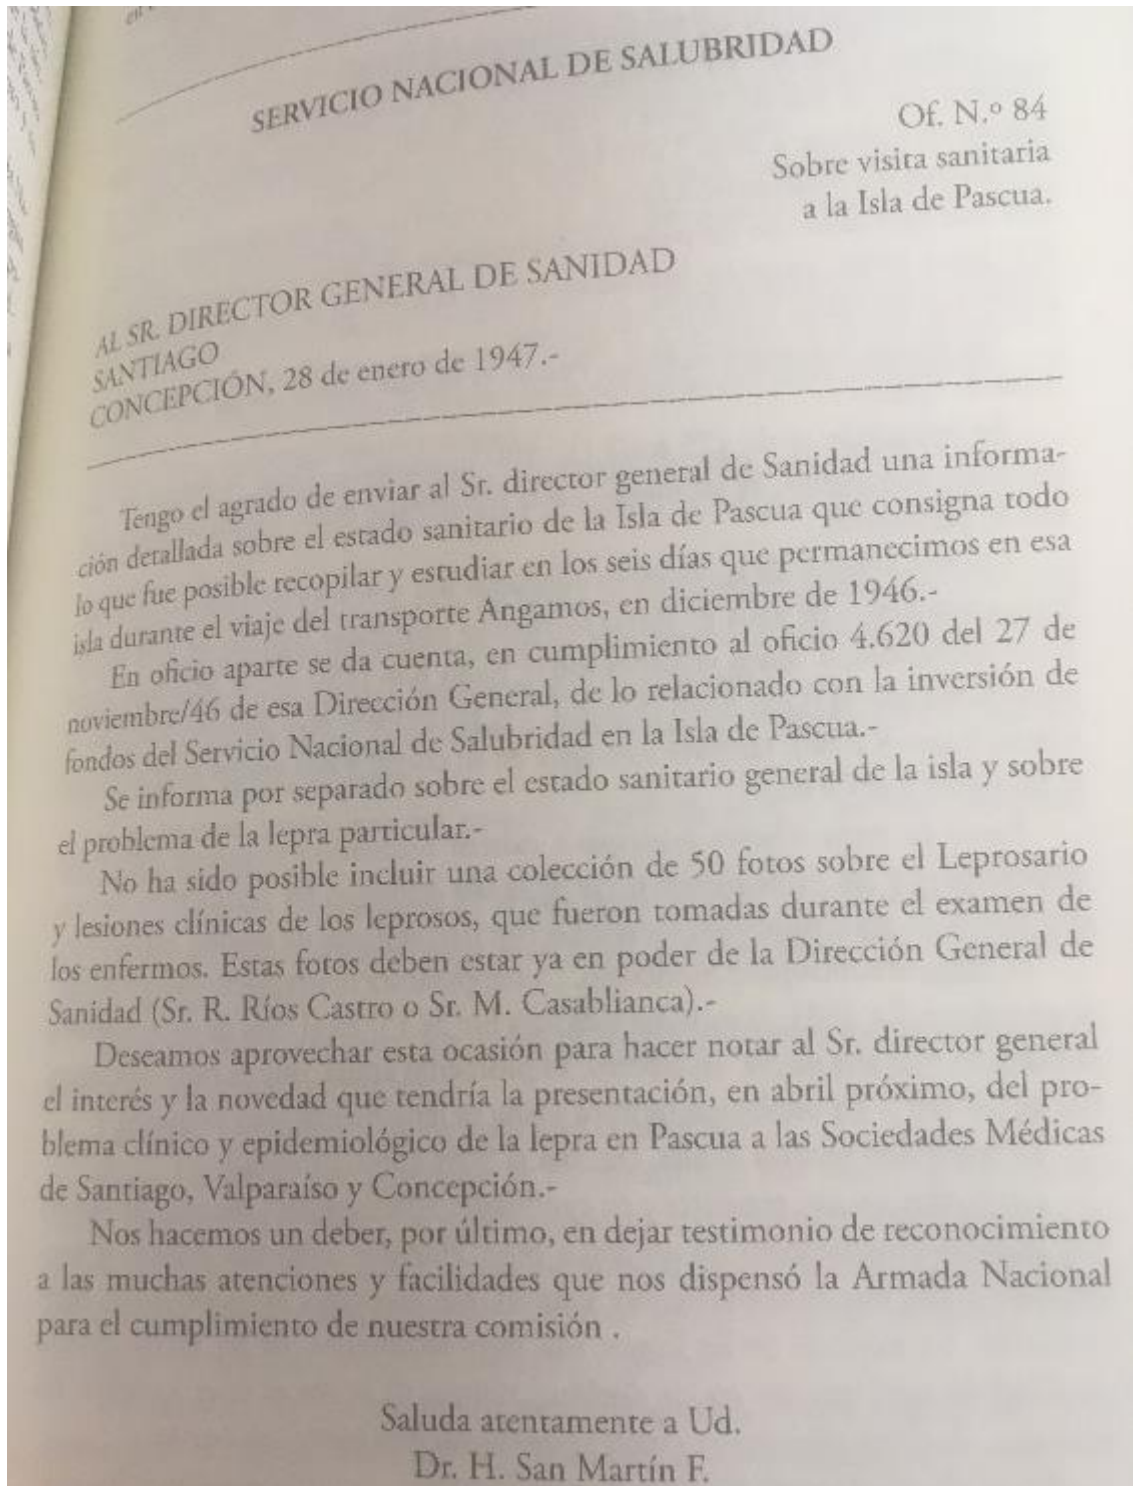 SERVICIO NACIONAL DE SALUBRIDAD
Of. N.º 84
Sobre visita sanitaria
a la Isla de Pascua.
AL SR. DIRECTOR GENERAL DE SANIDAD
SANTIAGO
CONCEPCIÓN, 28 de enero de 1947.-
Tengo el agrado de enviar al Sr. director general de Sanidad una informa-
ción detallada sobre el estado sanitario de la Isla de Pascua que consigna todo
lo que fue posible recopilar y estudiar en los seis días que permanecimos en esa
isla durante el viaje del transporte Angamos, en diciembre de 1946.-
En oficio aparte se da cuenta, en cumplimiento al oficio 4.620 del 27 de
noviembre/46 de esa Dirección General, de lo relacionado con la inversión de
fondos del Servicio Nacional de Salubridad en la Isla de Pascua.-
Se informa por separado sobre el estado sanitario general de la isla y sobre
el problema de la lepra particular.-
No ha sido posible incluir una colección de 50 fotos sobre el Leprosario
y lesiones clínicas de los leprosos, que fueron tomadas durante el examen de
los enfermos. Estas fotos deben estar ya en poder de la Dirección General de
Sanidad (Sr. R. Ríos Castro o Sr. M. Casablianca).-
Deseamos aprovechar esta ocasión para hacer notar al Sr. director general
el interés y la novedad que tendría la presentación, en abril próximo, del pro-
blema clínico y epidemiológico de la lepra en Pascua a las Sociedades Médicas
de Santiago, Valparaíso y Concepción.-
Nos hacemos un deber, por último, en dejar testimonio de reconocimiento
a las muchas atenciones y facilidades que nos dispensó la Armada Nacional
para el cumplimiento de nuestra comisión .
Saluda atentamente a Ud.
Dr. H. San Martín F.